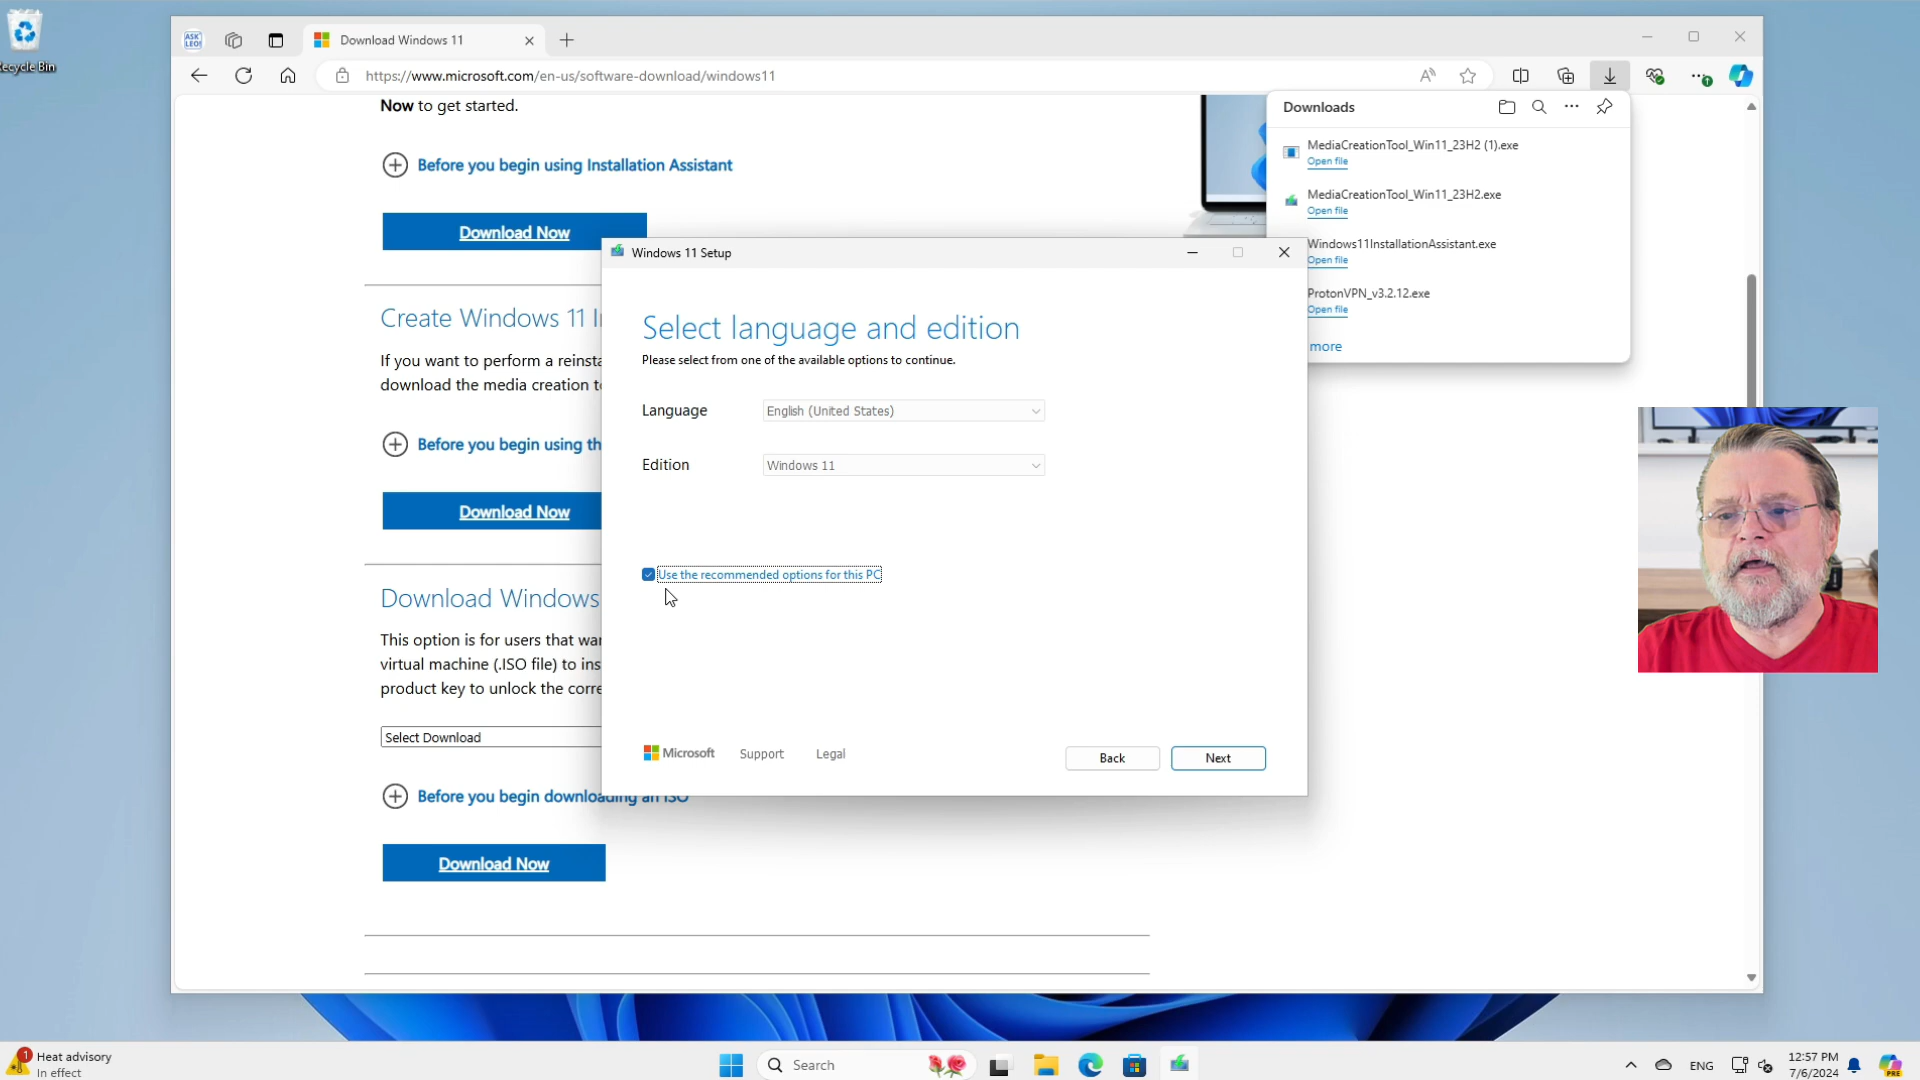 Recycle Bin
ASK LEO!
Download Windows 11
https://www.microsoft.com/en-us/software-download/windows11
Now to get started.
Before you begin using Installation Assistant
Download Now
Create Windows 11
If you want to perform a
download the media creation
Before you begin using
Download Now
Download Windows
This option is for users that
virtual machine (.ISO file) to
product key to unlock the
Select Download
Before you begin downloading an ISO
Download Now
Downloads
MediaCreationTool_Win11_23H2 (1).exe
Open file
MediaCreationTool_Win11_23H2.exe
Open file
Windows11InstallationAssistant.exe
Open file
ProtonVPN_v3.2.12.exe
Open file
more
Windows 11 Setup
Select language and edition
Please select from one of the available options to continue.
Language
English (United States)
Edition
Windows 11
Use the recommended options for this PC
Microsoft
Support
Legal
Back
Next
1
Heat advisory
In effect
Search
ENG
12:57 PM
7/6/2024
PRE